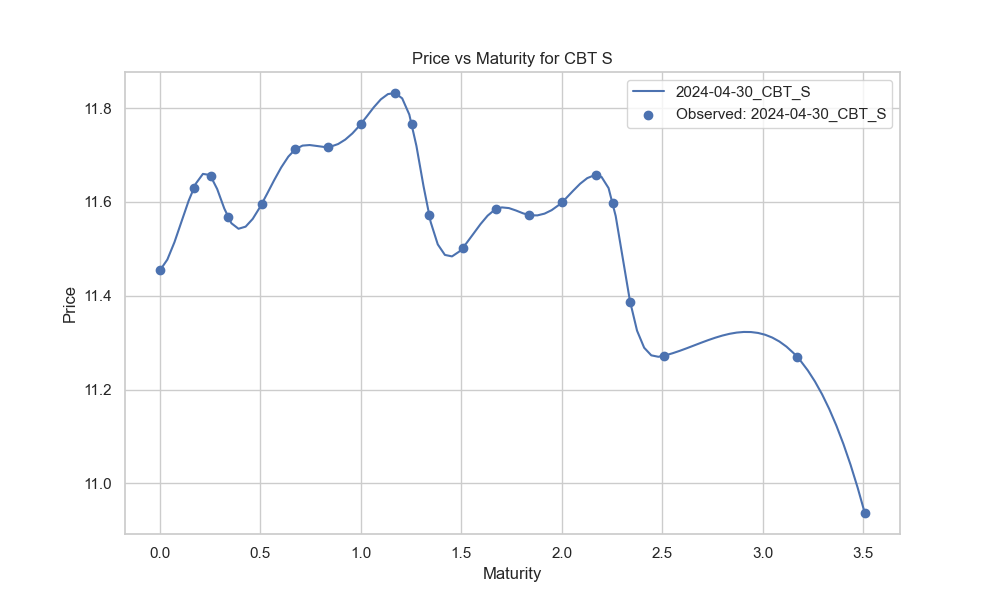 Price vs Maturity for CBT S
2024-04-30_CBT_S
Observed: 2024-04-30_CBT_S
Price
11.8
11.6
11.4
11.2
11.0
0.0 0.5 1.0 1.5 2.0 2.5 3.0 3.5
Maturity